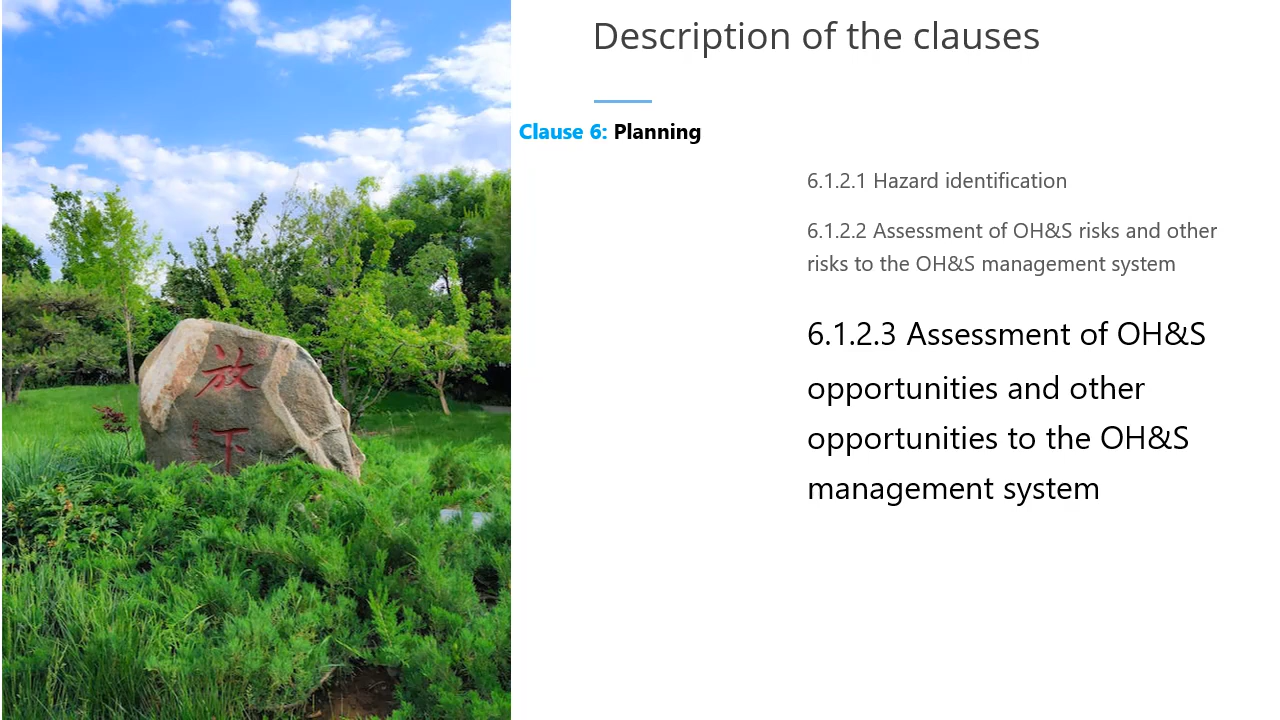 Description of the clauses
Clause 6: Planning
6.1.2.1 Hazard identification
6.1.2.2 Assessment of OH&S risks and other
risks to the OH&S management system
6.1.2.3 Assessment of OH&S
opportunities and other
opportunities to the OH&S
management system
放
下